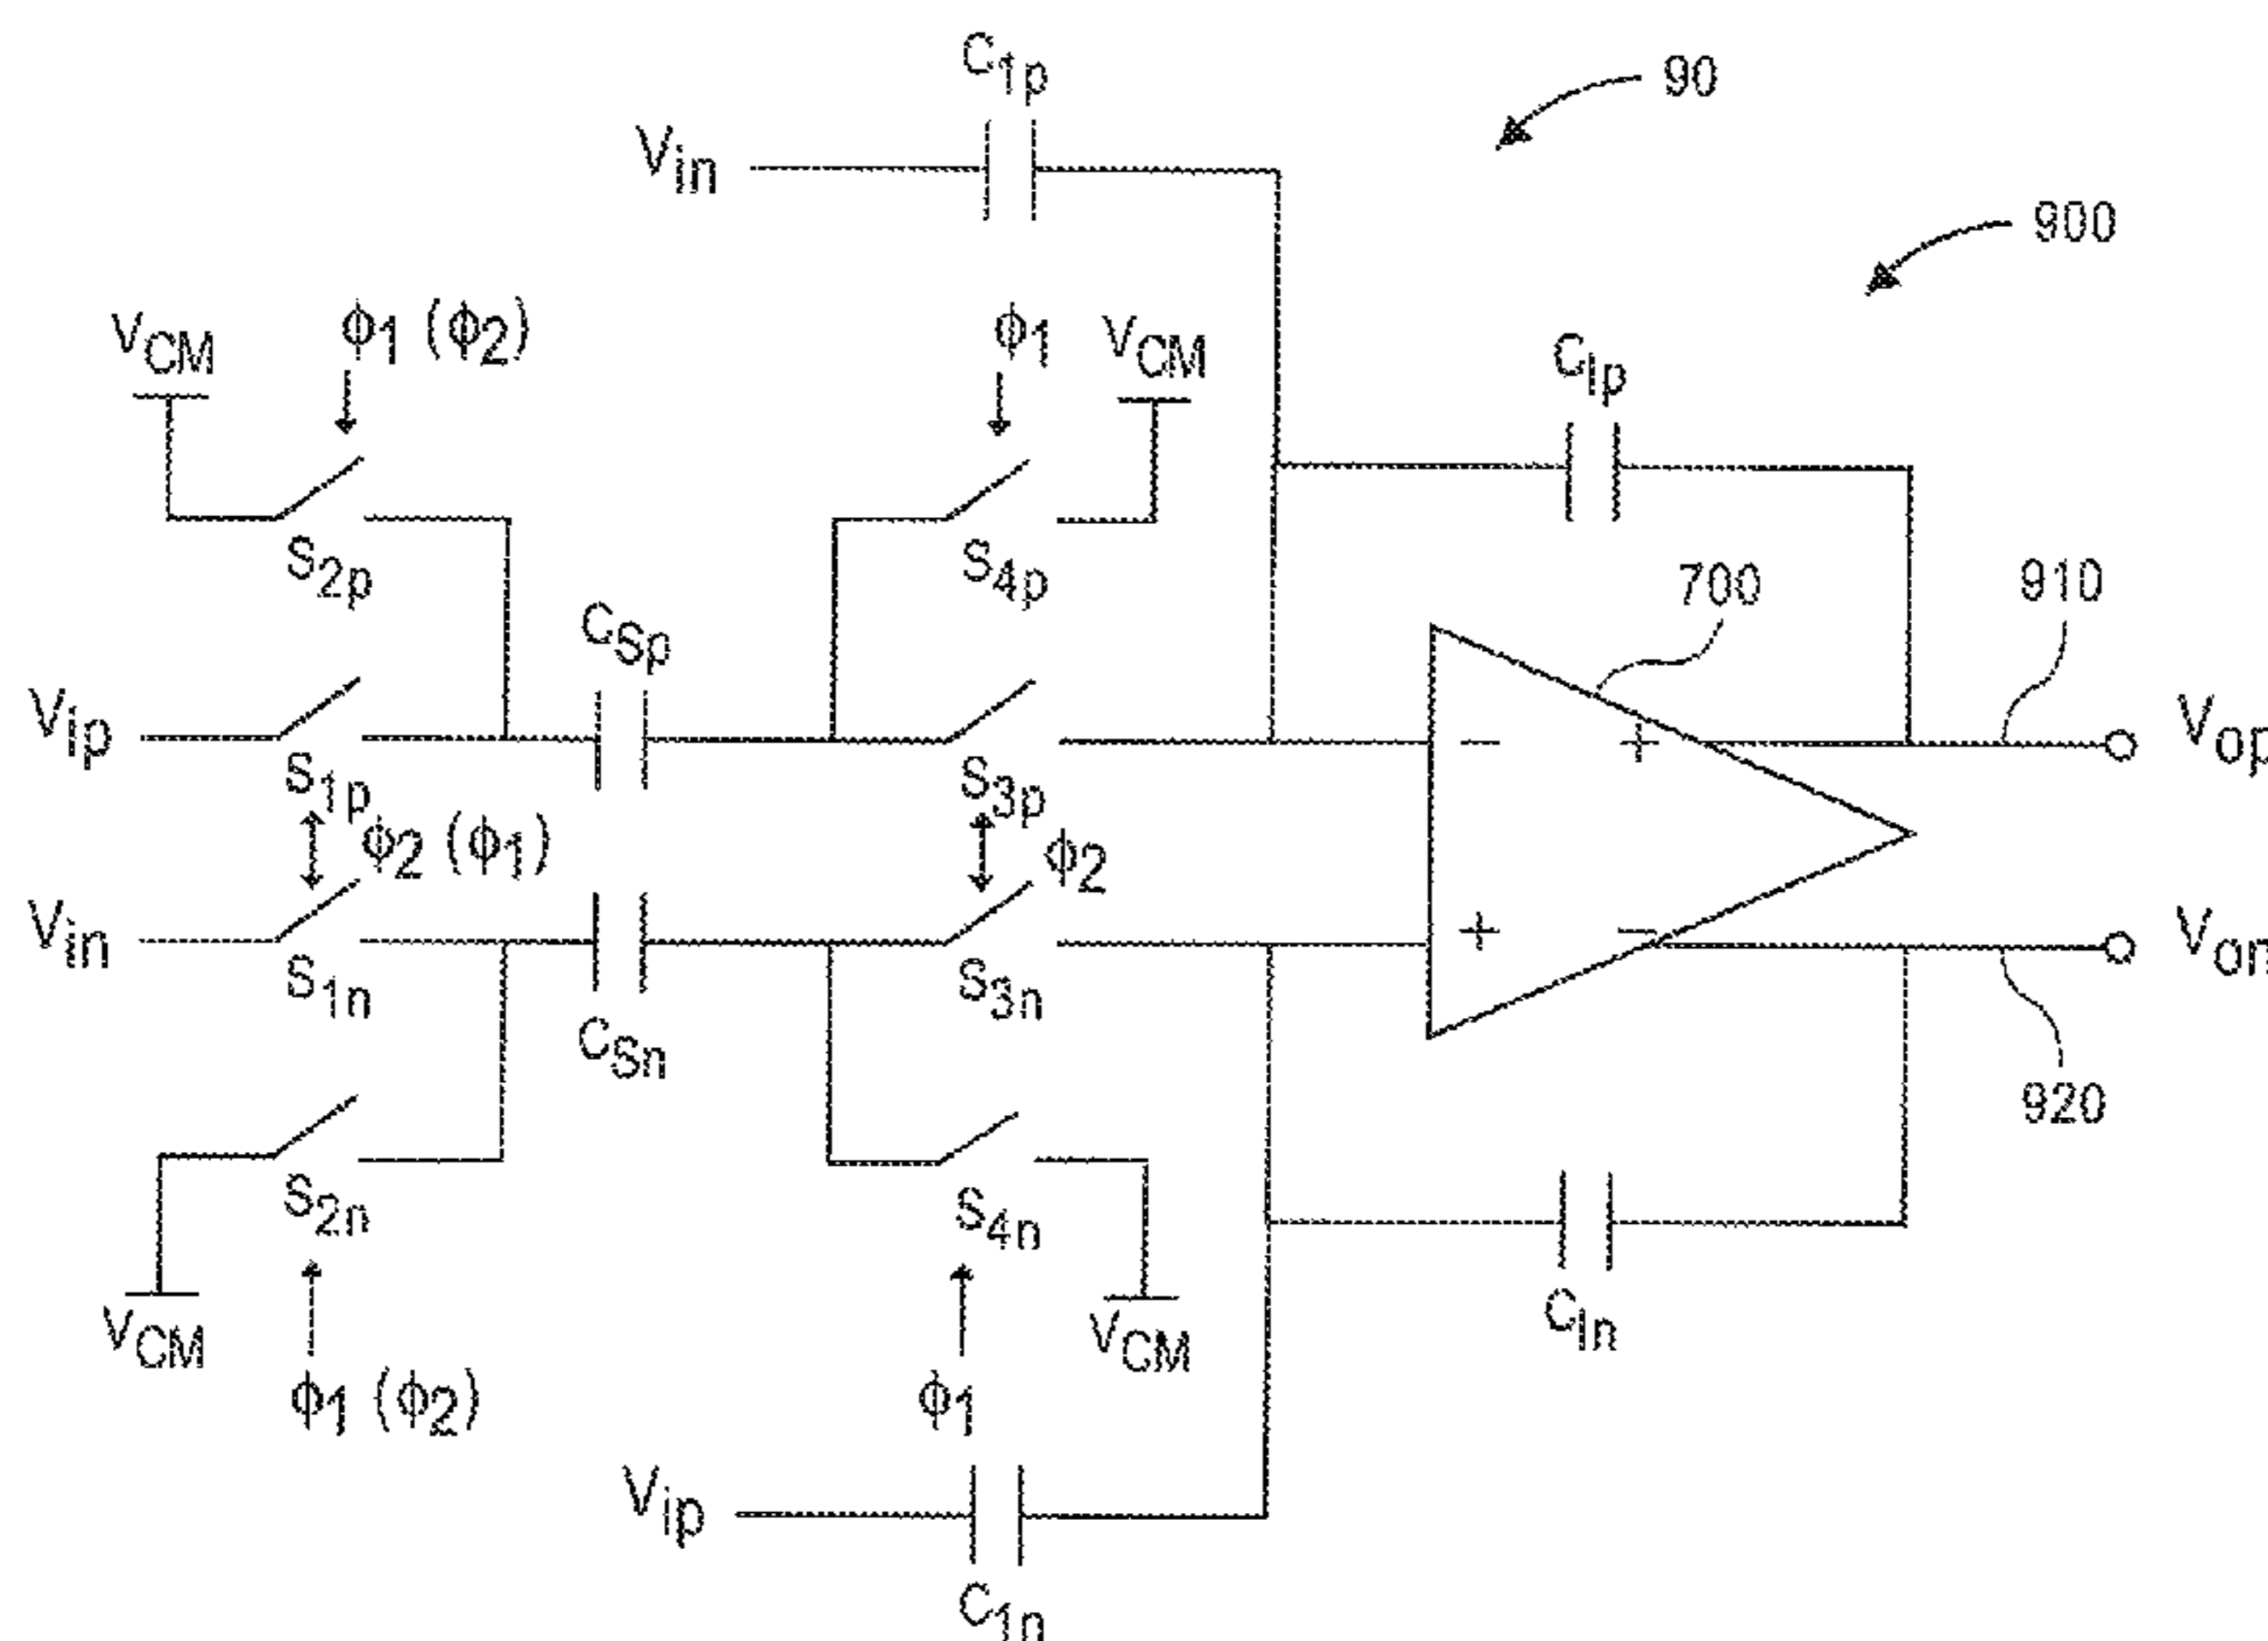 C1p
90
Vin
900
VCM
ϕ1 (ϕ2)
ϕ1
VCM
CIp
S2p
S4p
700
910
CSp
Vip
S1p
S3p
− +
Vop
ϕ2 (ϕ1)
ϕ2
Vin
S1n
S3n
+ −
Von
CSn
920
S2n
S4n
VCM
VCM
CIn
ϕ1 (ϕ2)
ϕ1
Vip
C1n